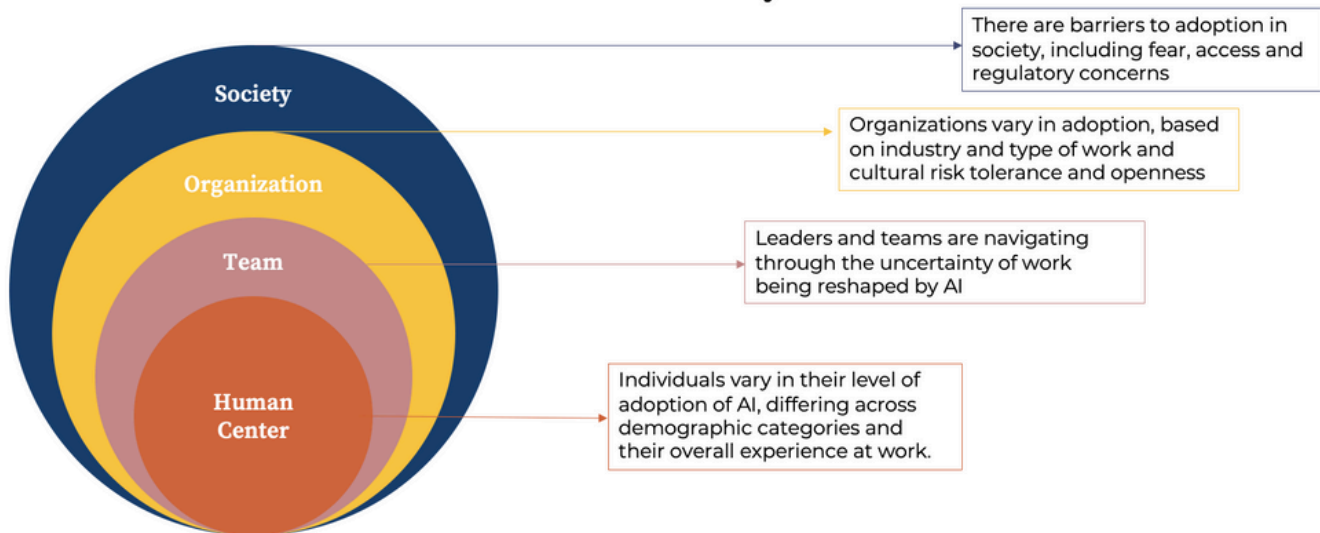 Society
There are barriers to adoption in
society, including fear, access and
regulatory concerns
Organization
Organizations vary in adoption, based
on industry and type of work and
cultural risk tolerance and openness
Team
Leaders and teams are navigating
through the uncertainty of work
being reshaped by AI
Human
Center
Individuals vary in their level of
adoption of AI, differing across
demographic categories and
their overall experience at work.